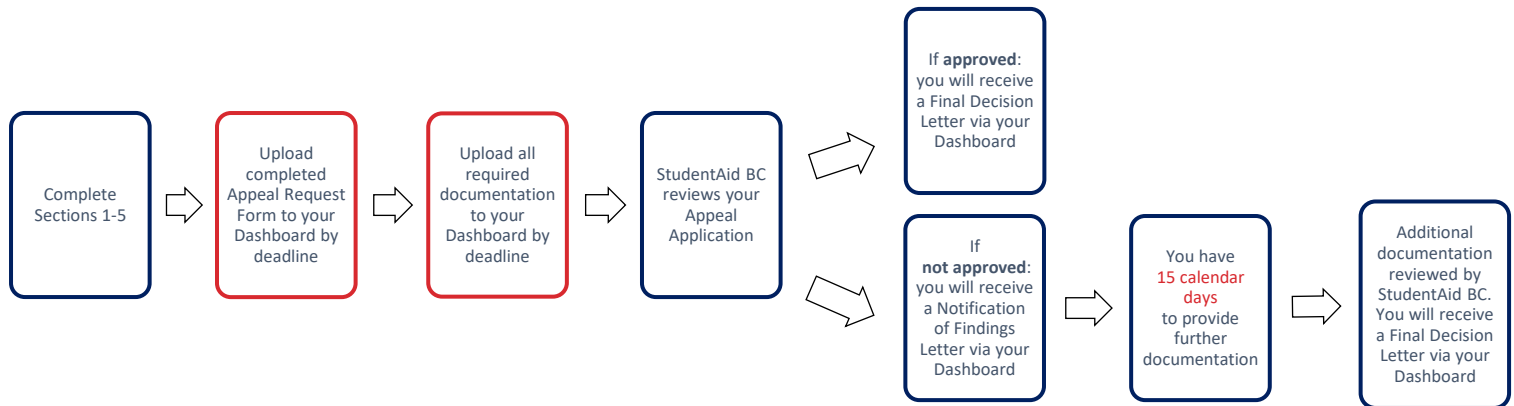 Complete
Sections 1-5
Upload
completed
Appeal Request
Form to your
Dashboard by
deadline
Upload all
required
documentation
to your
Dashboard by
deadline
StudentAid BC
reviews your
Appeal
Application
If approved:
you will receive
a Final Decision
Letter via your
Dashboard
If
not approved:
you will receive
a Notification
of Findings
Letter via your
Dashboard
You have
15 calendar
days
to provide
further
documentation
Additional
documentation
reviewed by
StudentAid BC.
You will receive
a Final Decision
Letter via your
Dashboard